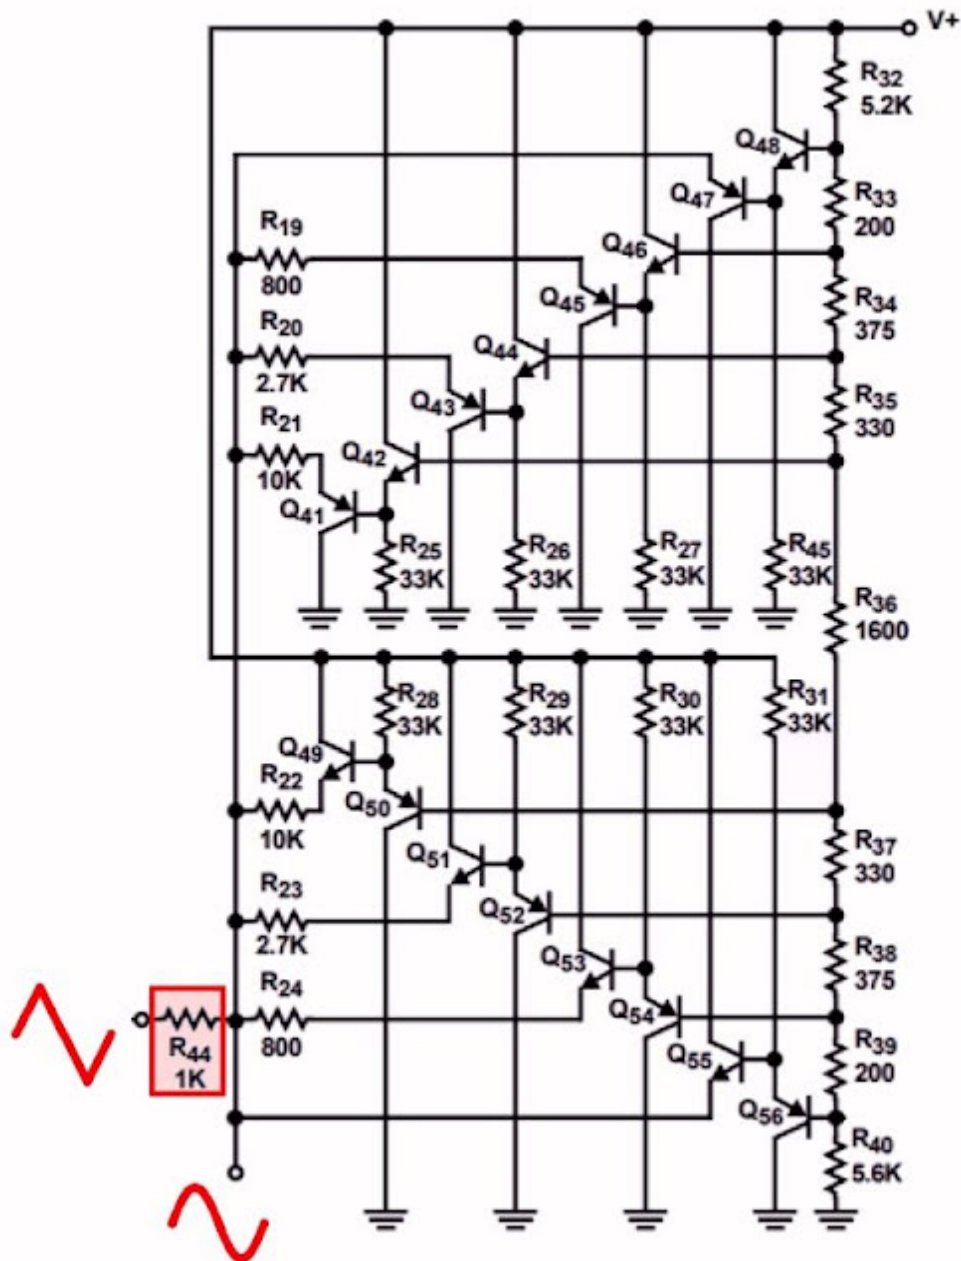 V+
R32
5.2K
Q48
R33
200
Q47
R19
800
Q46
R34
375
Q45
R20
2.7K
Q44
R35
330
Q43
R21
10K
Q42
Q41
R25
33K
R26
33K
R27
33K
R45
33K
R36
1600
R28
33K
R29
33K
R30
33K
R31
33K
Q49
R22
10K
Q50
R37
330
Q51
R23
2.7K
Q52
R38
375
Q53
R24
800
Q54
R44
1K
Q55
R39
200
Q56
R40
5.6K